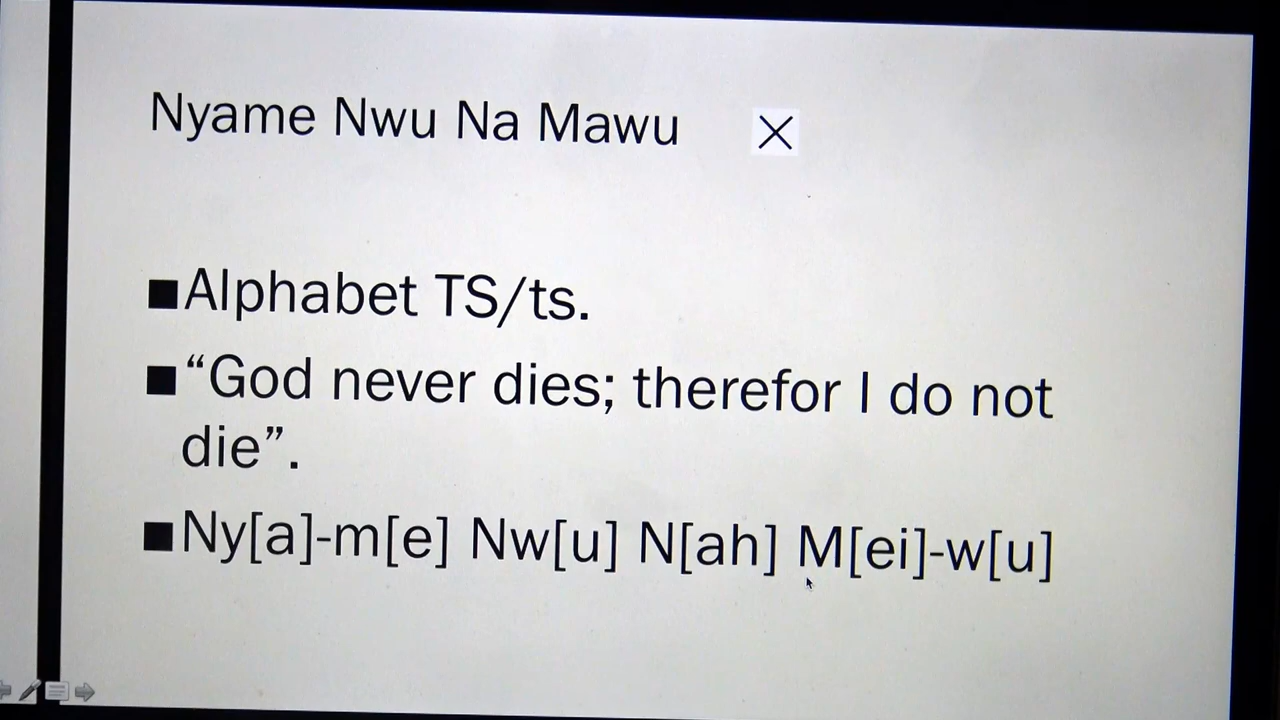 Nyame Nwu Na Mawu
Alphabet TS/ts.
“God never dies; therefor I do not
die”.
Ny[a]-m[e] Nw[u] N[ah] M[ei]-w[u]